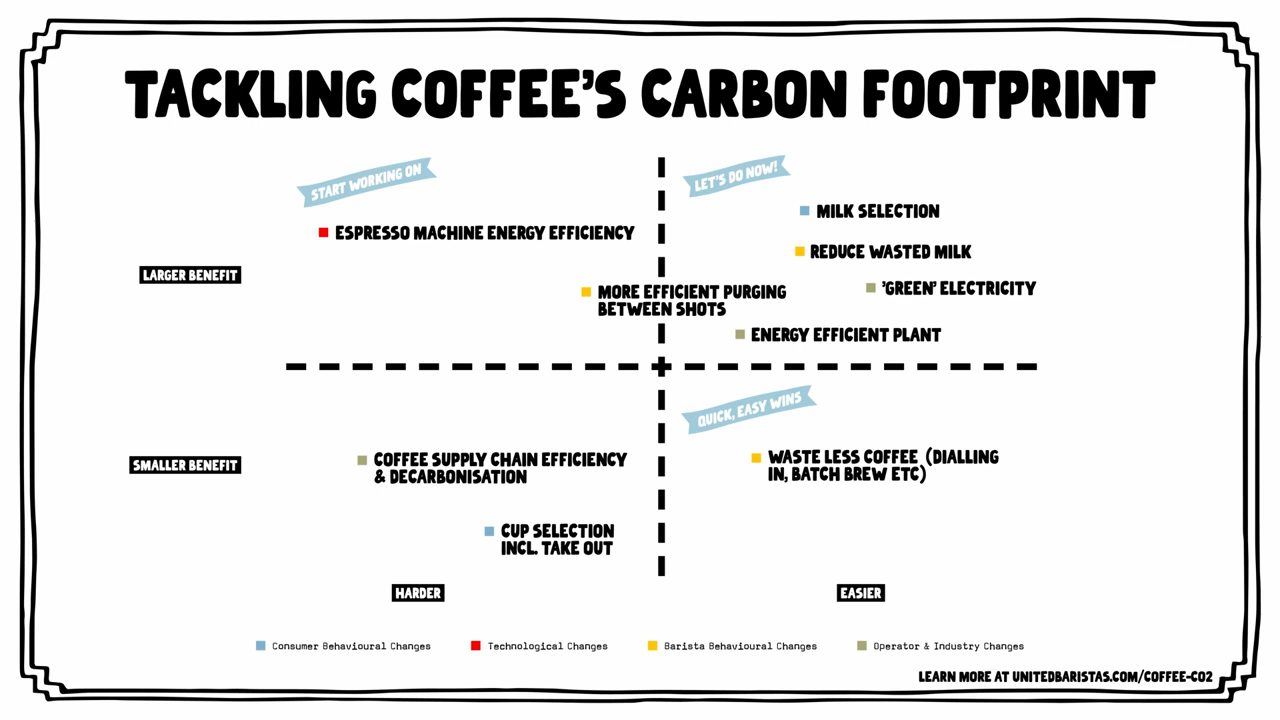 TACKLING COFFEE'S CARBON FOOTPRINT
START WORKING ON
LET'S DO NOW!
MILK SELECTION
ESPRESSO MACHINE ENERGY EFFICIENCY
REDUCE WASTED MILK
LARGER BENEFIT
'GREEN' ELECTRICITY
MORE EFFICIENT PURGING
BETWEEN SHOTS
ENERGY EFFICIENT PLANT
QUICK, EASY WINS
SMALLER BENEFIT
COFFEE SUPPLY CHAIN EFFICIENCY
& DECARBONISATION
WASTE LESS COFFEE (DIALLING
IN, BATCH BREW ETC)
CUP SELECTION
INCL. TAKE OUT
HARDER
EASIER
Consumer Behavioural Changes
Technological Changes
Barista Behavioural Changes
Operator & Industry Changes
LEARN MORE AT UNITEDBARISTAS.COM/COFFEE-CO2